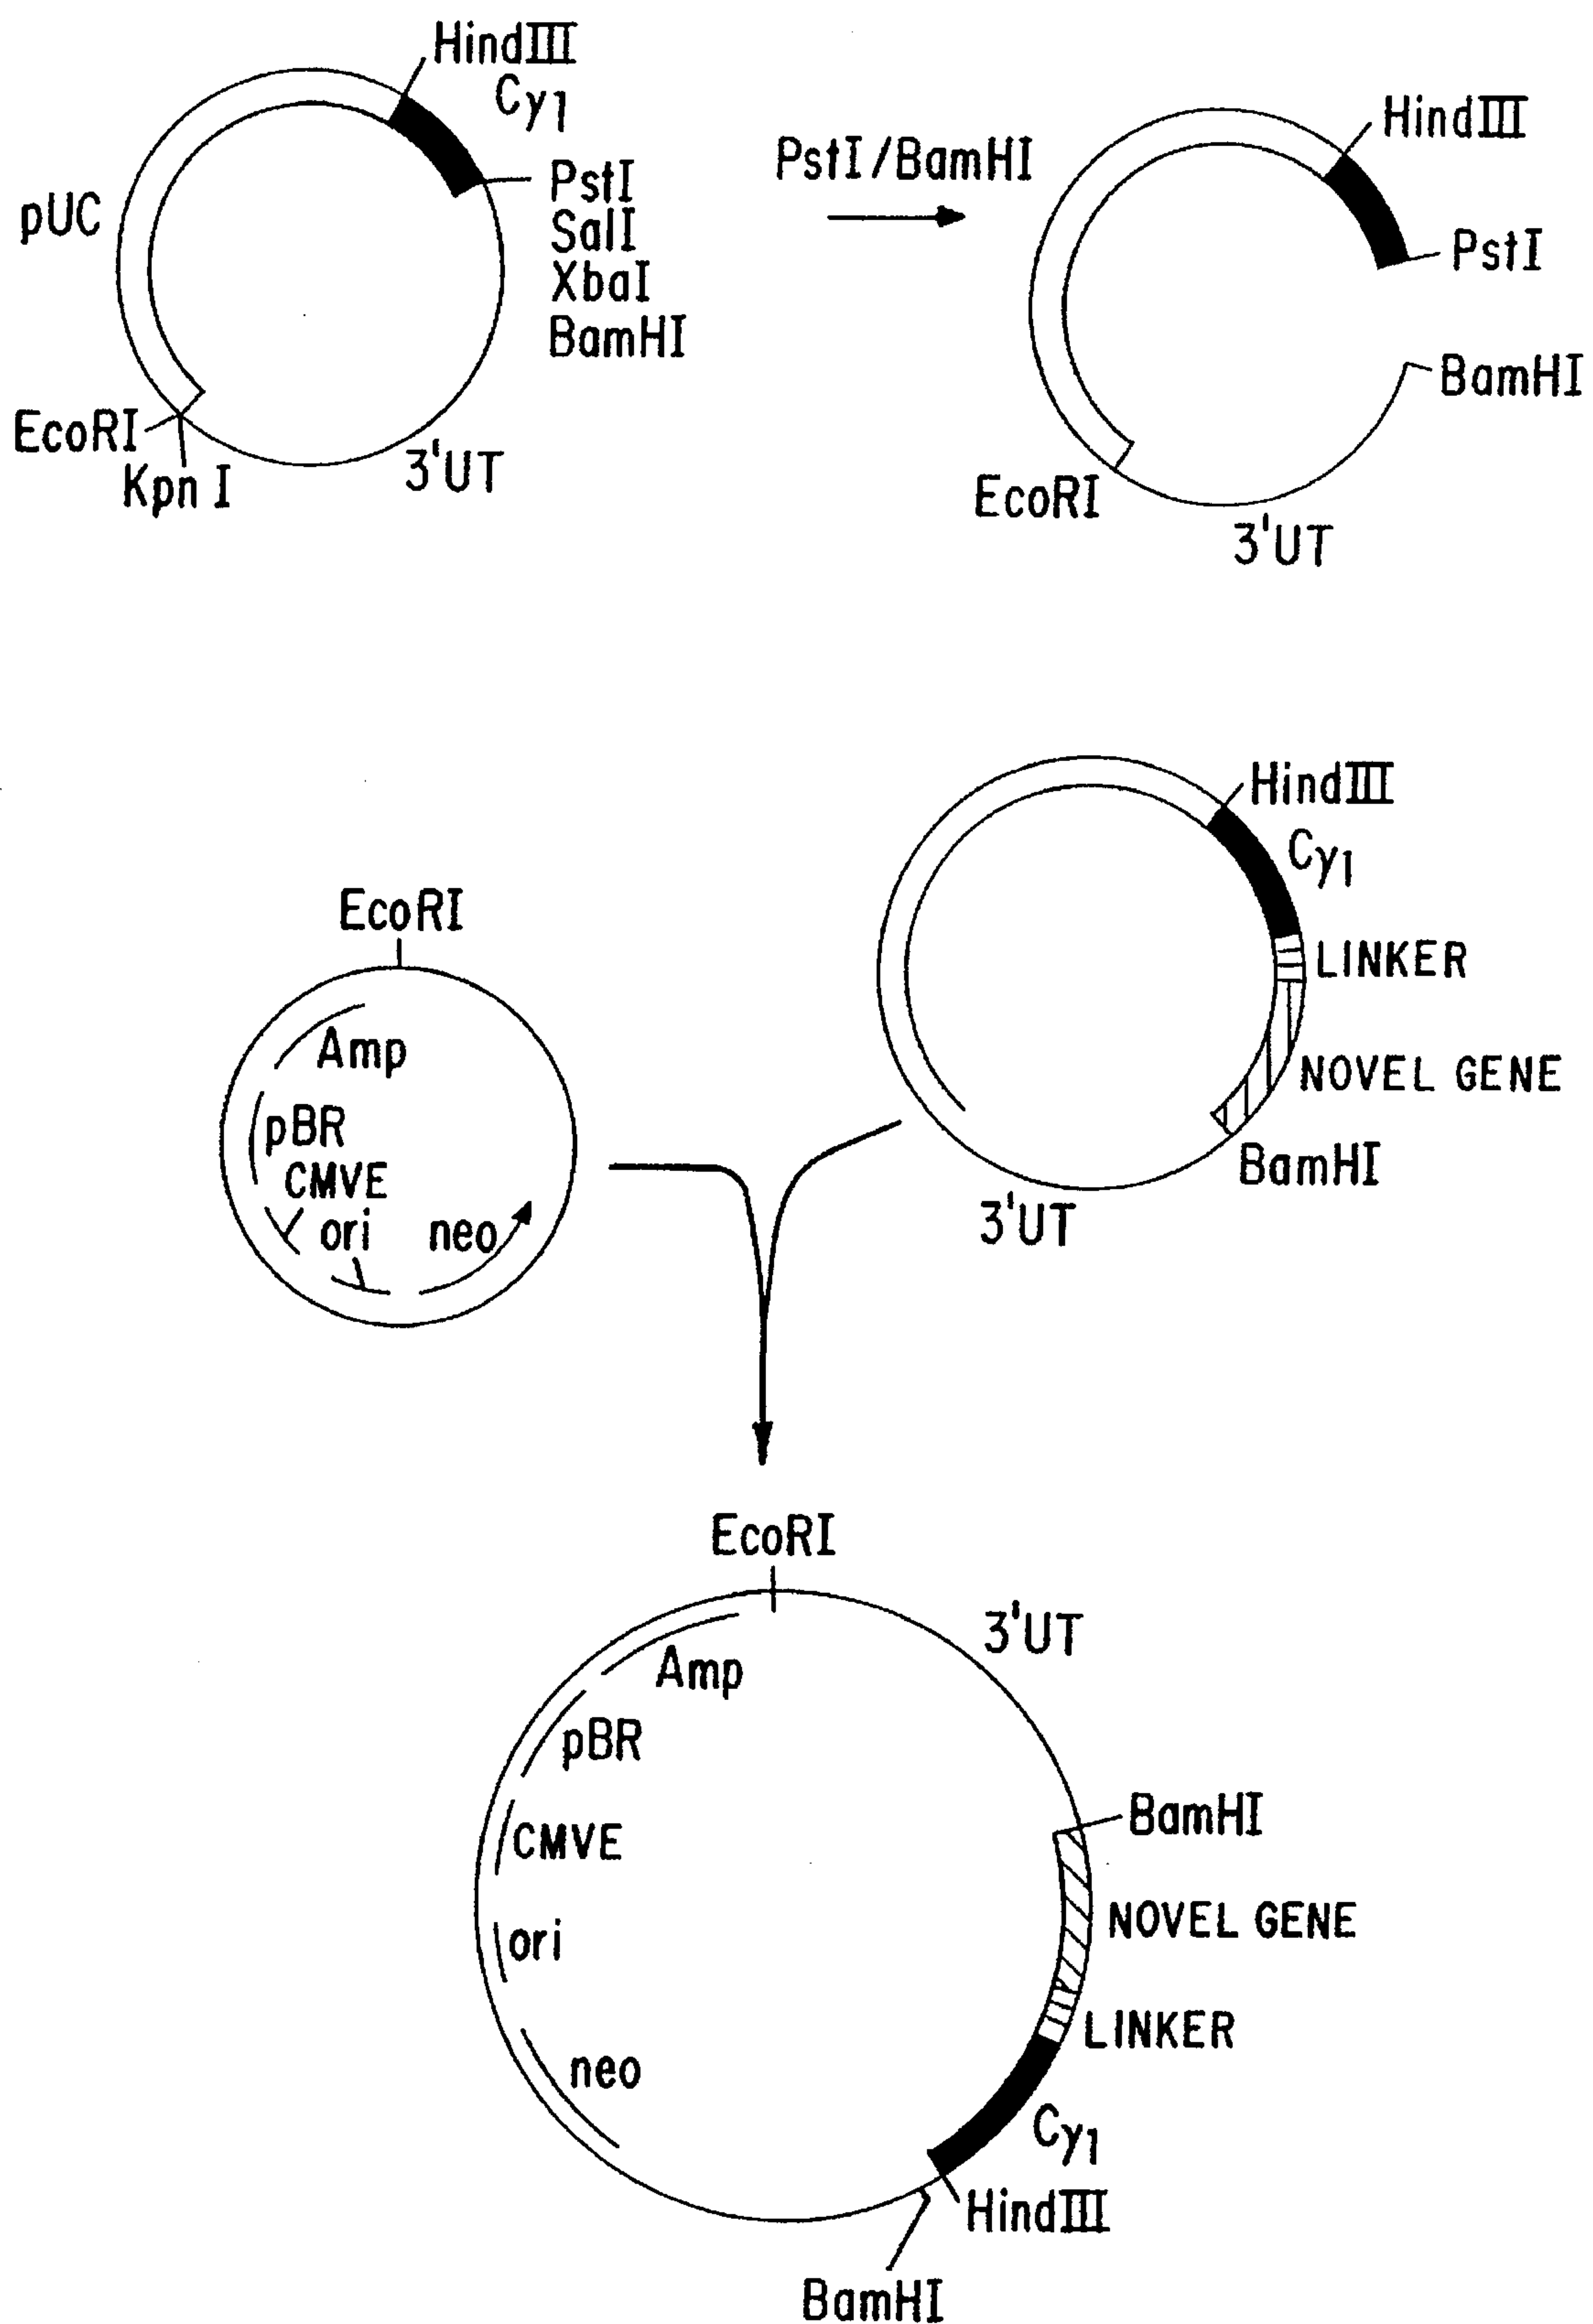 HindIII
Cγ1
pUC
PstI
SalI
XbaI
BamHI
EcoRI
Kpn I
3'UT
PstI/BamHI
HindIII
PstI
BamHI
EcoRI
3'UT
HindIII
Cγ1
LINKER
NOVEL GENE
BamHI
3'UT
EcoRI
Amp
pBR
CMVE
ori
neo
EcoRI
3'UT
Amp
pBR
BamHI
CMVE
NOVEL GENE
ori
LINKER
neo
Cγ1
HindIII
BamHI